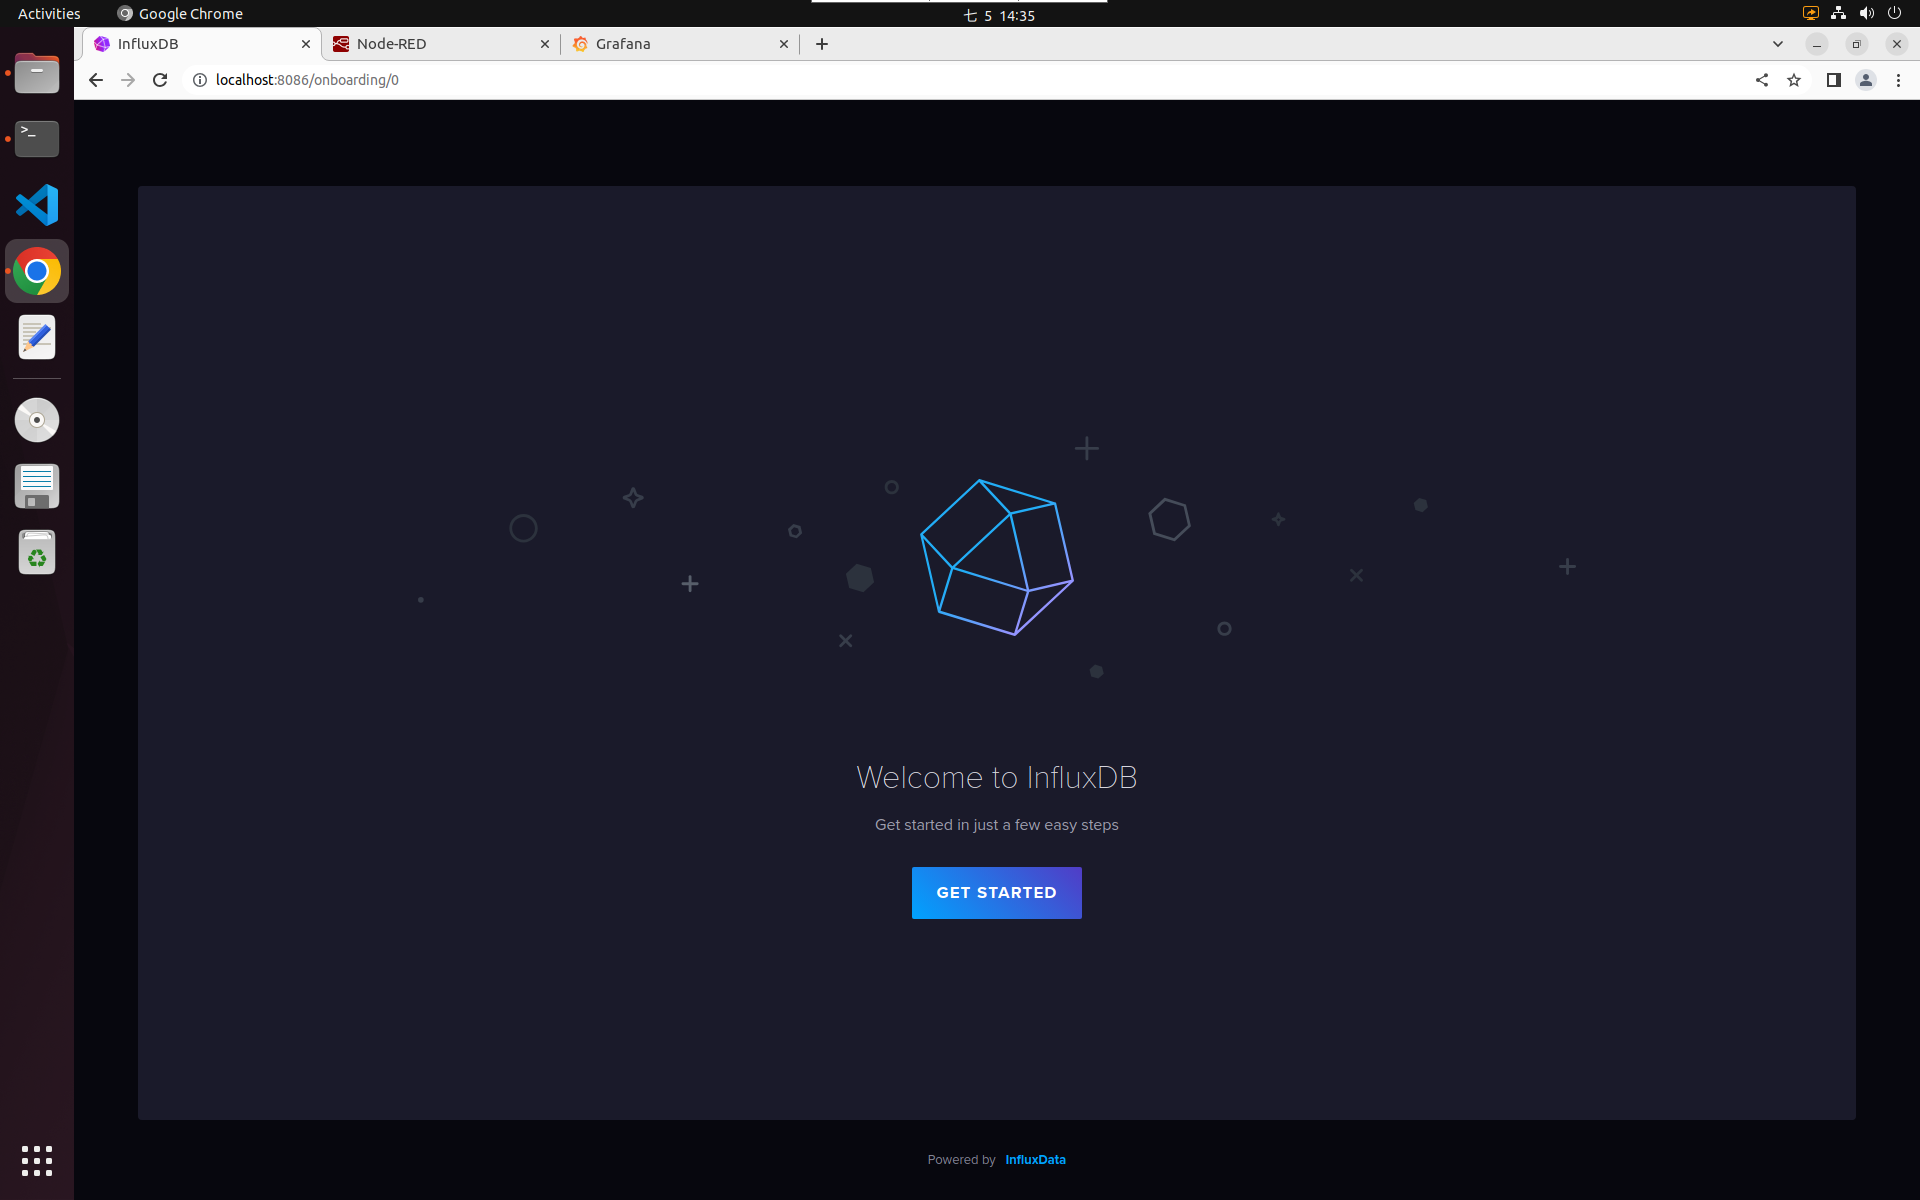 Activities
Google Chrome
七 5 14:35
InfluxDB
Node-RED
Grafana
localhost:8086/onboarding/0
>_
Welcome to InfluxDB
Get started in just a few easy steps
GET STARTED
Powered by InfluxData